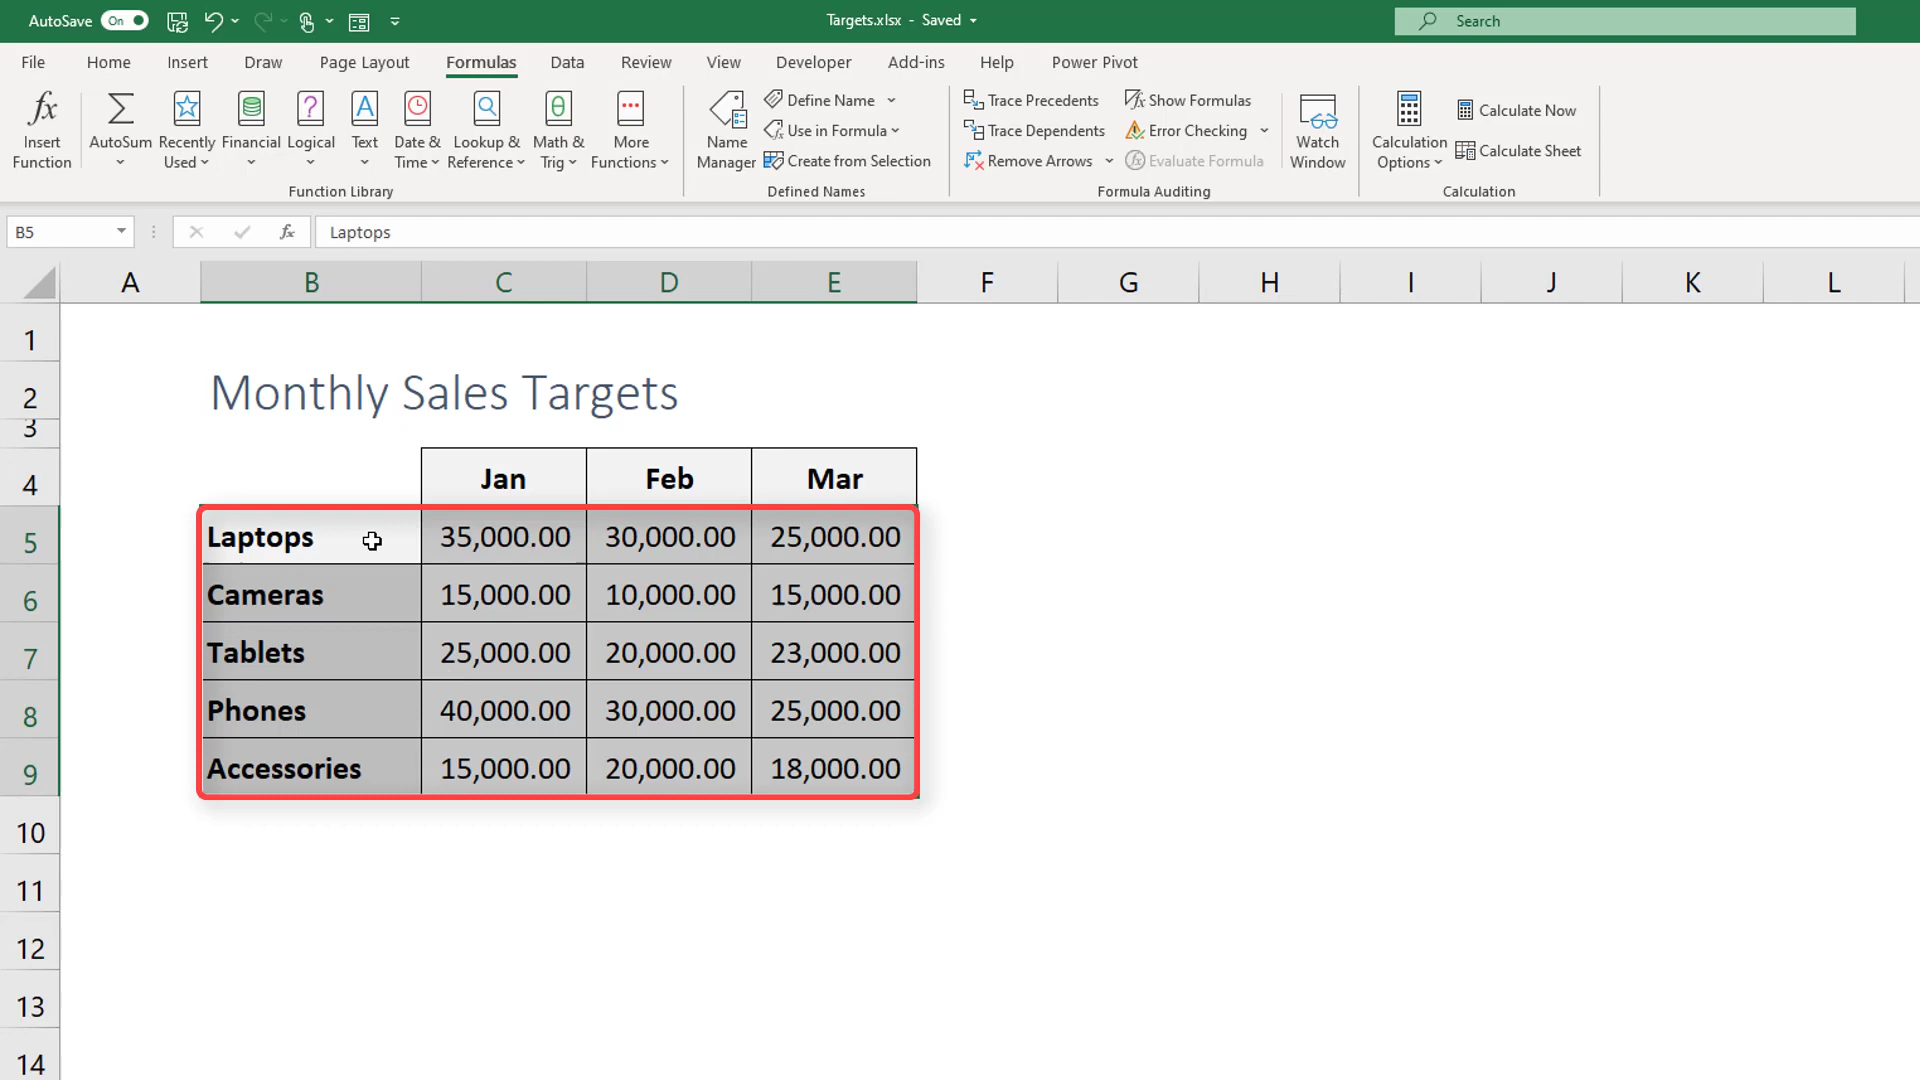 AutoSave On Targets.xlsx - Saved Search
File Home Insert Draw Page Layout Formulas Data Review View Developer Add-ins Help Power Pivot
fx Insert Function
AutoSum
Recently Used
Financial
Logical
Text
Date & Time
Lookup & Reference
Math & Trig
More Functions
Function Library
Name Manager
Define Name
Use in Formula
Create from Selection
Defined Names
Trace Precedents
Trace Dependents
Remove Arrows
Show Formulas
Error Checking
Evaluate Formula
Formula Auditing
Watch Window
Calculation Options
Calculate Now
Calculate Sheet
Calculation
B5 fx Laptops
A B C D E F G H I J K L
1
2 Monthly Sales Targets
3
4 Jan Feb Mar
5 Laptops 35,000.00 30,000.00 25,000.00
6 Cameras 15,000.00 10,000.00 15,000.00
7 Tablets 25,000.00 20,000.00 23,000.00
8 Phones 40,000.00 30,000.00 25,000.00
9 Accessories 15,000.00 20,000.00 18,000.00
10
11
12
13
14